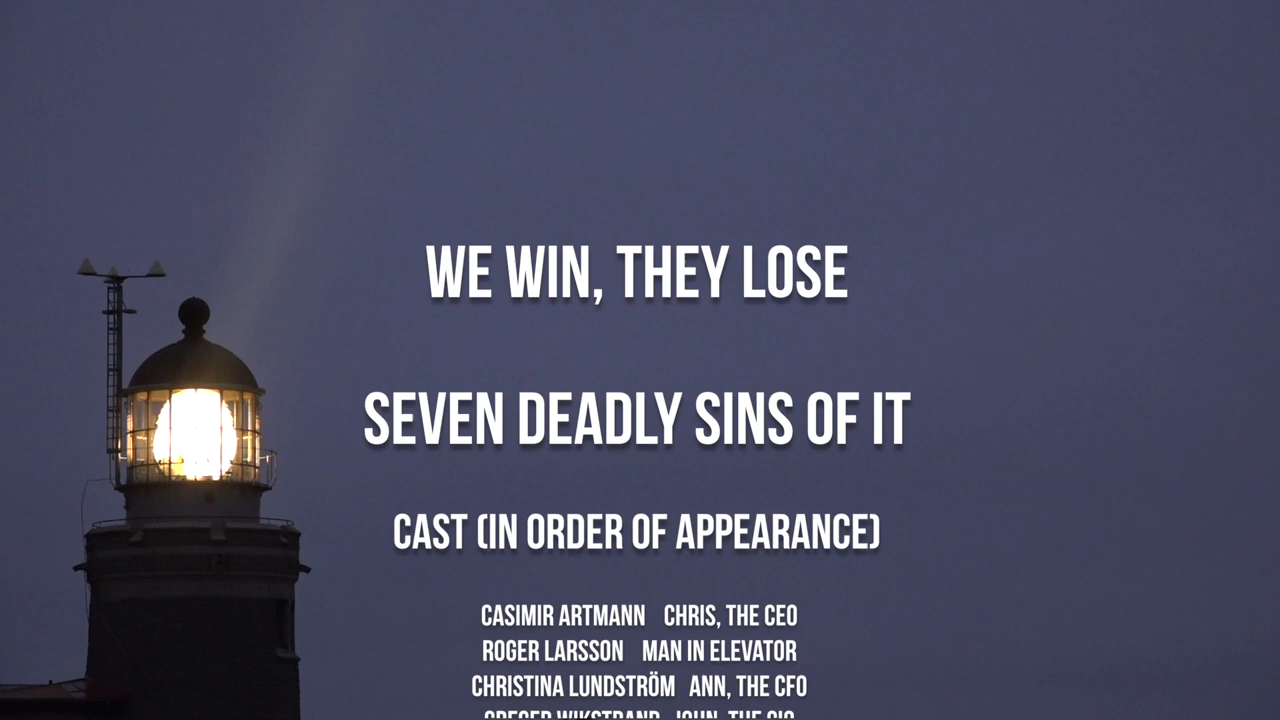 WE WIN, THEY LOSE
SEVEN DEADLY SINS OF IT
CAST (IN ORDER OF APPEARANCE)
CASIMIR ARTMANN CHRIS, THE CEO
ROGER LARSSON MAN IN ELEVATOR
CHRISTINA LUNDSTRÖM ANN, THE CFO